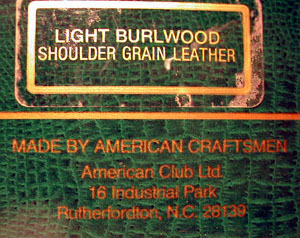 LIGHT BURLWOOD
SHOULDER GRAIN LEATHER
MADE BY AMERICAN CRAFTSMEN
American Club Ltd.
16 Industrial Park
Rutherfordton, N.C. 28139